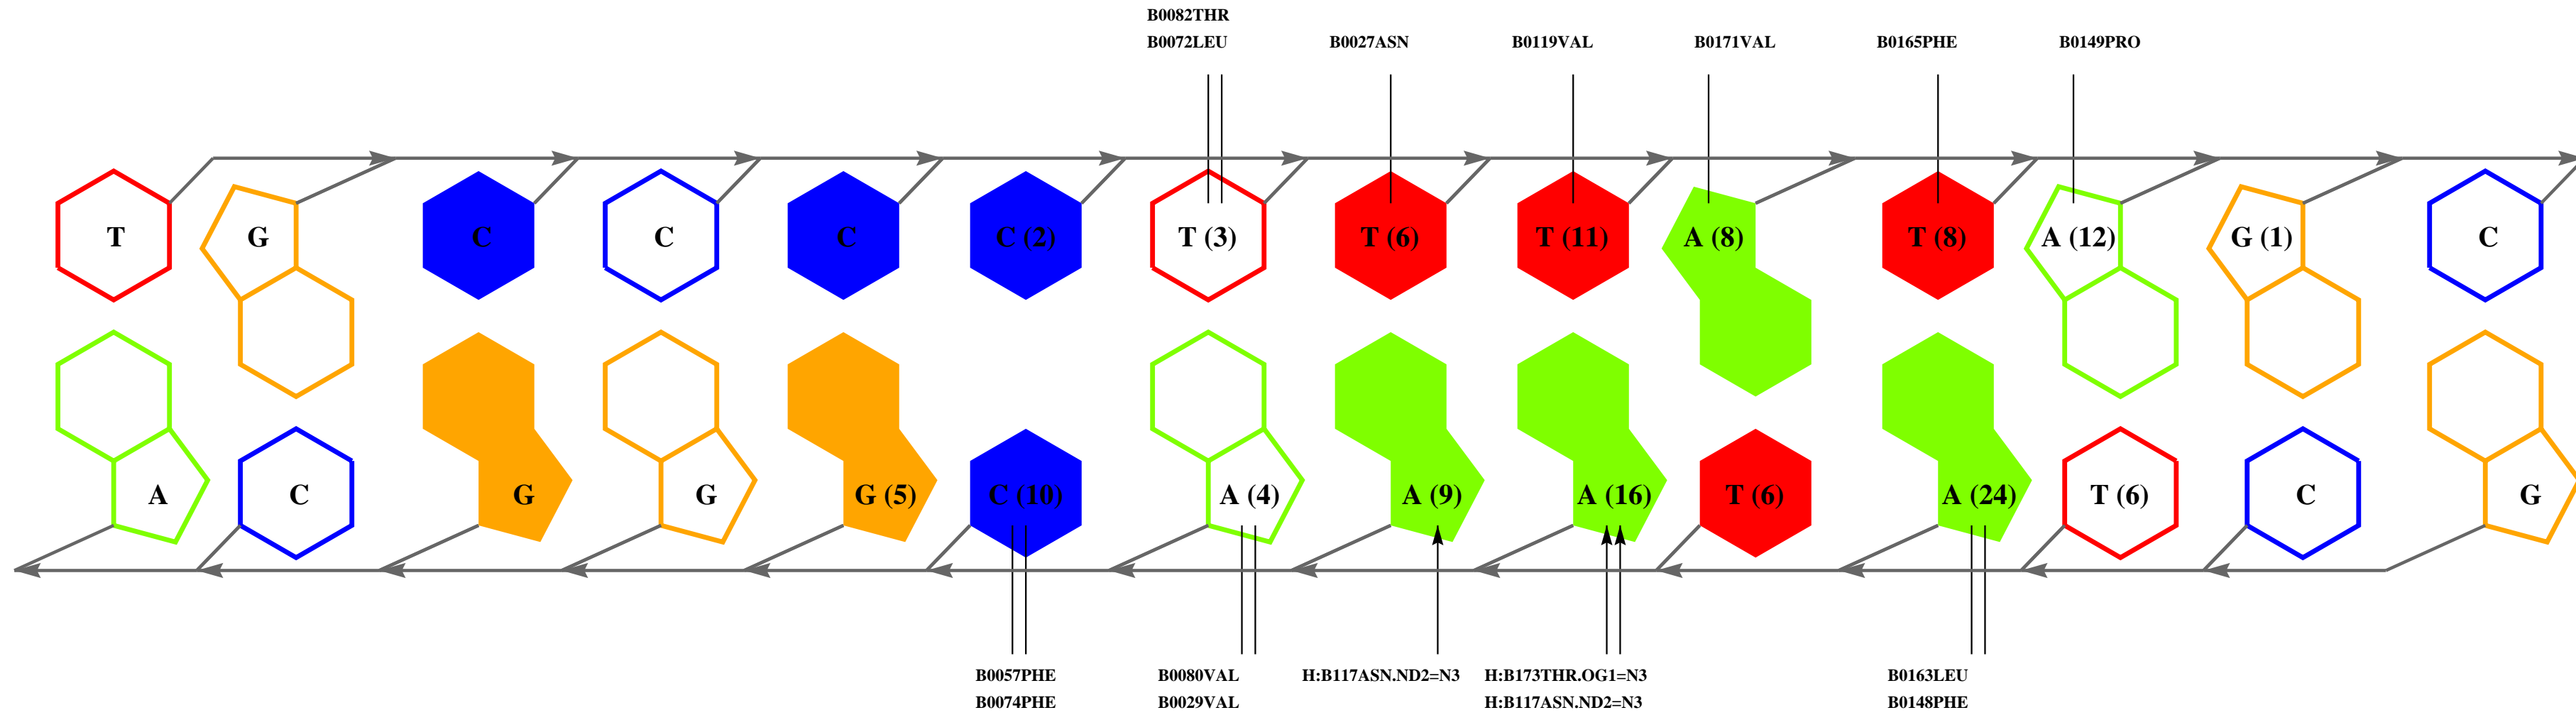 B0082THR
B0072LEU B0027ASN B0119VAL B0171VAL B0165PHE B0149PRO
T G C C C C (2) T (3) T (6) T (11) A (8) T (8) A (12) G (1) C
A C G G G (5) C (10) A (4) A (9) A (16) T (6) A (24) T (6) C G
B0057PHE B0080VAL H:B117ASN.ND2=N3 H:B173THR.OG1=N3 B0163LEU
B0074PHE B0029VAL H:B117ASN.ND2=N3 B0148PHE